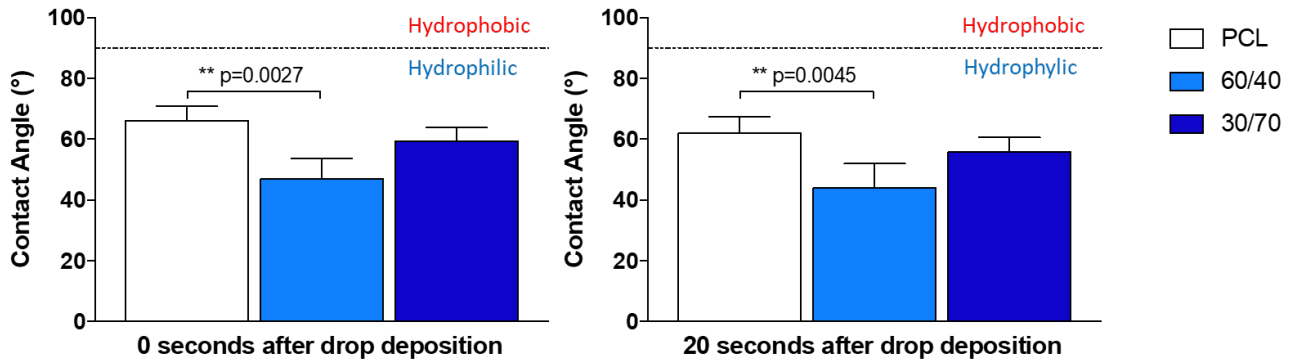 100
80
60
40
20
0
Contact Angle (°)
Hydrophobic
Hydrophilic
** p=0.0027
0 seconds after drop deposition
100
80
60
40
20
0
Contact Angle (°)
Hydrophobic
Hydrophylic
** p=0.0045
20 seconds after drop deposition
PCL
60/40
30/70